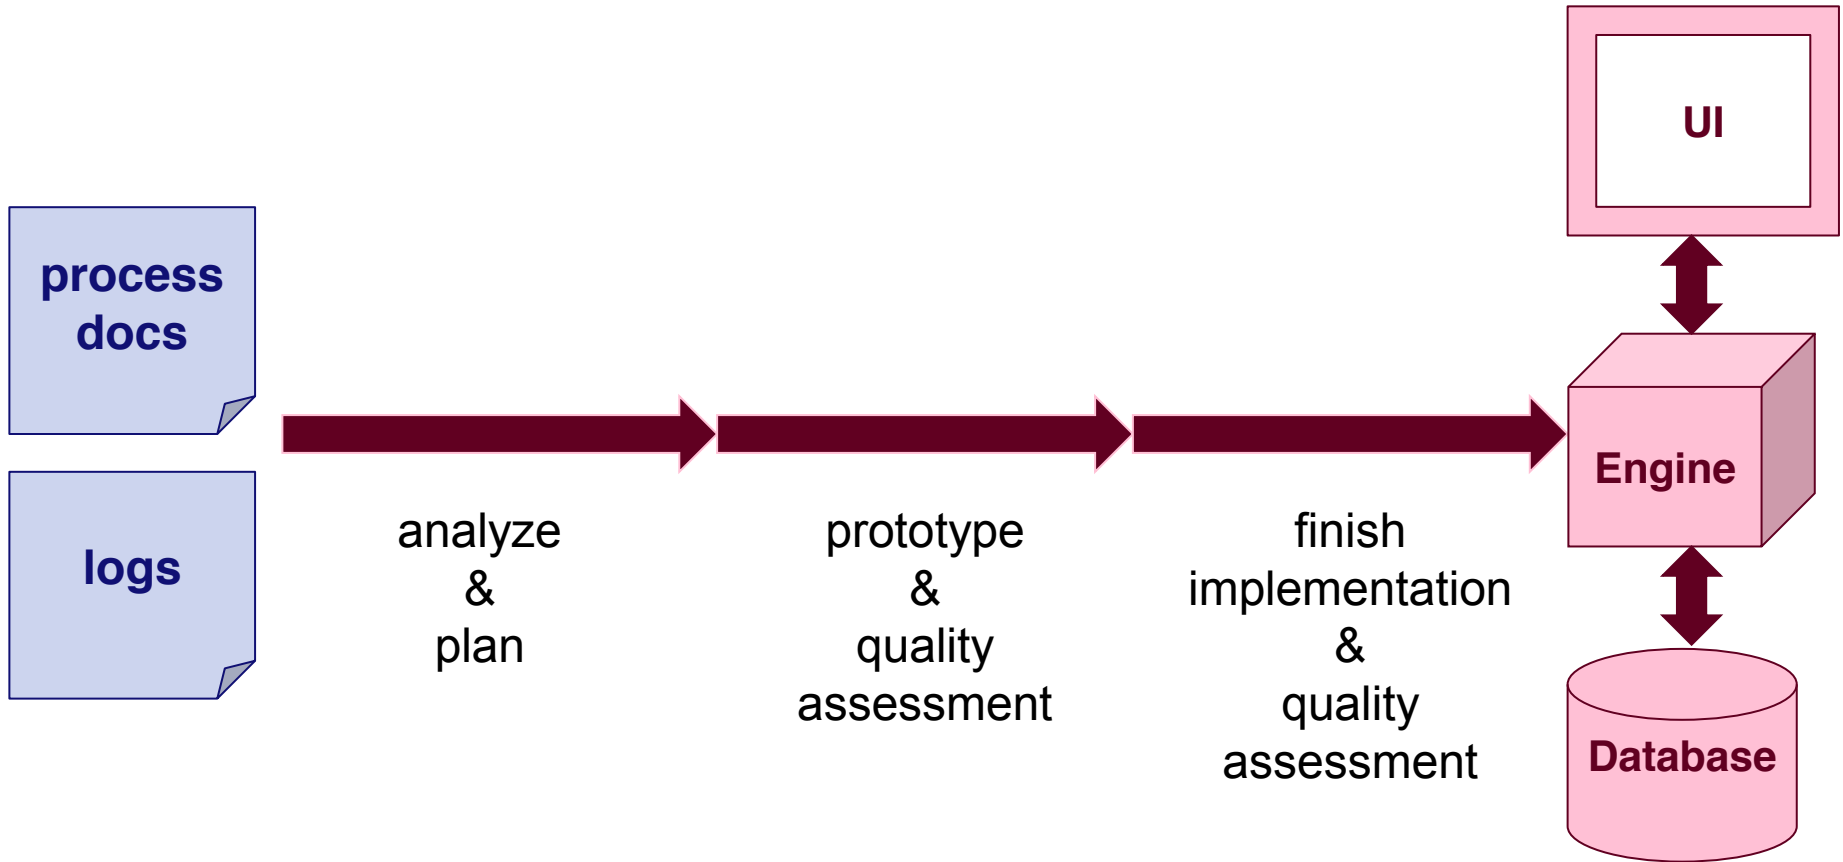 process
docs
logs
analyze
&
plan
prototype
&
quality
assessment
finish
implementation
&
quality
assessment
UI
Engine
Database